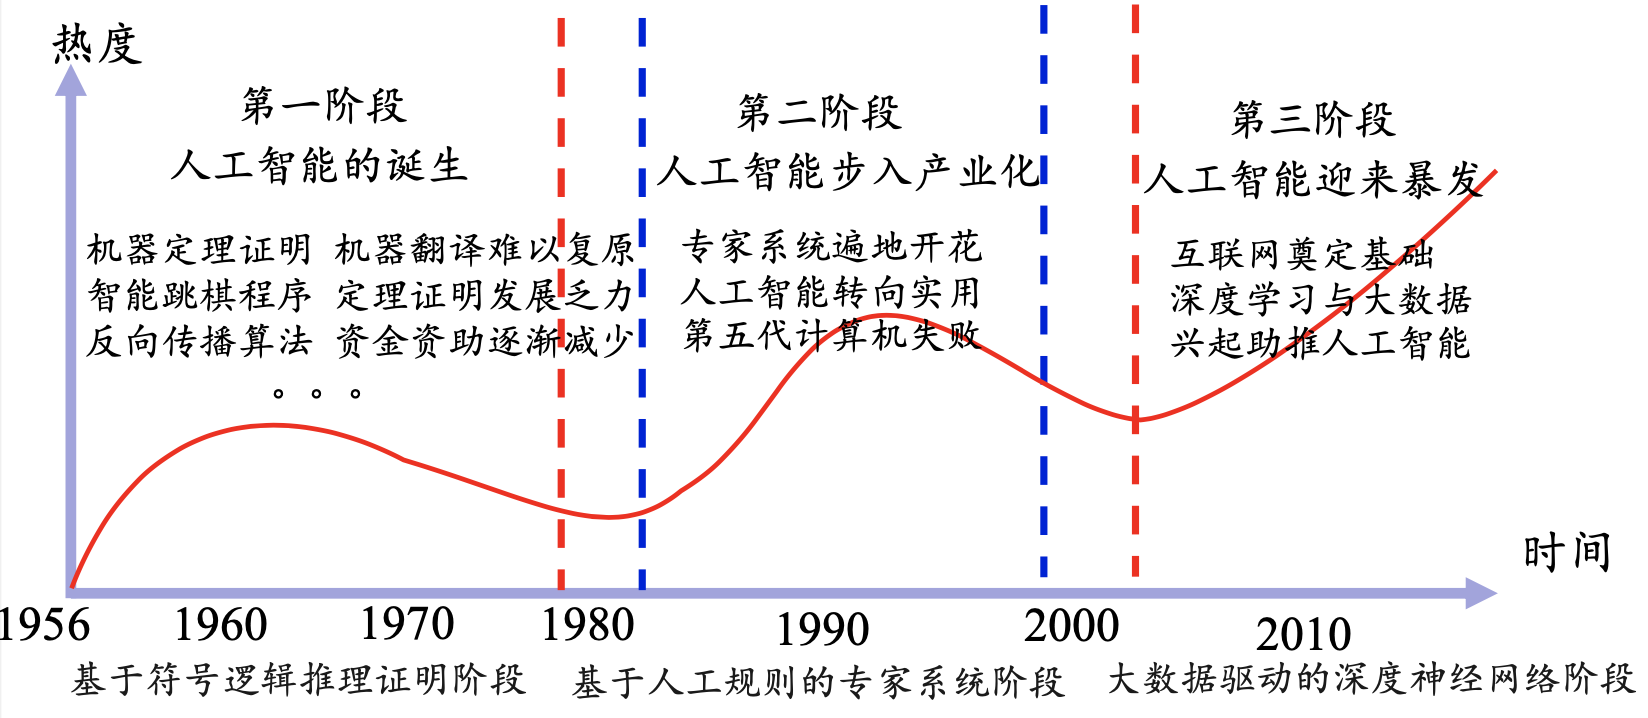 热度
第一阶段
人工智能的诞生
机器定理证明 机器翻译难以复原
智能跳棋程序 定理证明发展乏力
反向传播算法 资金资助逐渐减少
。。。
第二阶段
人工智能步入产业化
专家系统遍地开花
人工智能转向实用
第五代计算机失败
第三阶段
人工智能迎来暴发
互联网奠定基础
深度学习与大数据
兴起助推人工智能
时间
1956 1960 1970 1980 1990 2000 2010
基于符号逻辑推理证明阶段 基于人工规则的专家系统阶段 大数据驱动的深度神经网络阶段